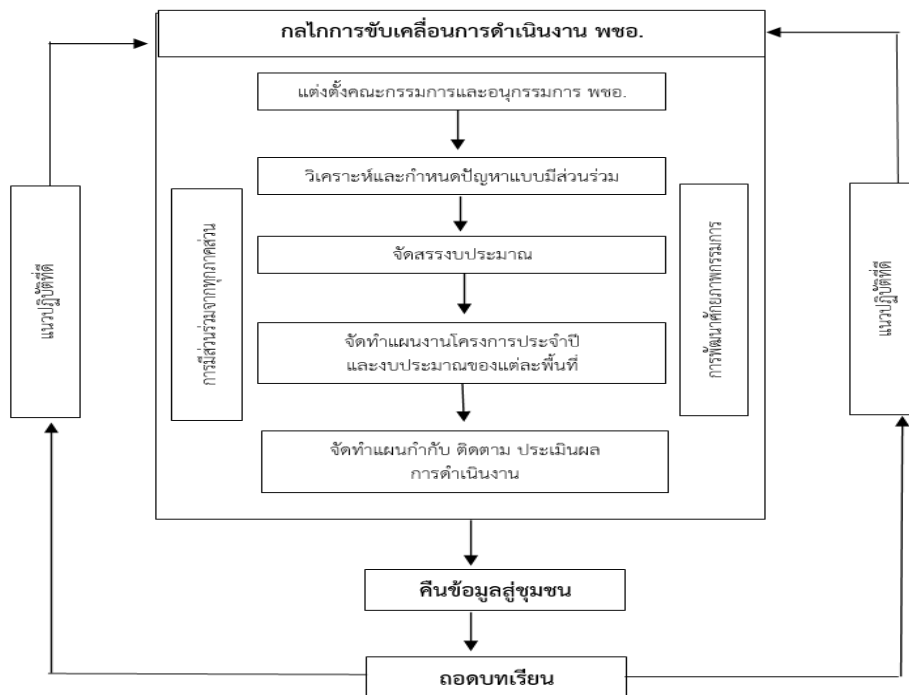 กลไกการขับเคลื่อนการดำเนินงาน พชอ.
แต่งตั้งคณะกรรมการและอนุกรรมการ พชอ.
วิเคราะห์และกำหนดปัญหาแบบมีส่วนร่วม
จัดสรรงบประมาณ
จัดทำแผนงานโครงการประจำปี
และงบประมาณของแต่ละพื้นที่
จัดทำแผนกำกับ ติดตาม ประเมินผล
การดำเนินงาน
การมีส่วนร่วมจากทุกภาคส่วน
การพัฒนาศักยภาพกรรมการ
แนวปฏิบัติที่ดี
แนวปฏิบัติที่ดี
คืนข้อมูลสู่ชุมชน
ถอดบทเรียน